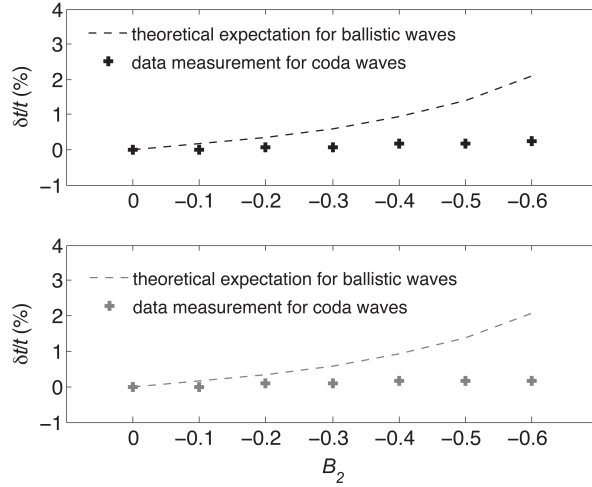 4
theoretical expectation for ballistic waves
3
data measurement for coda waves
2
δt/t (%)
1
0
−1
0 −0.1 −0.2 −0.3 −0.4 −0.5 −0.6
4
3
theoretical expectation for ballistic waves
data measurement for coda waves
2
δt/t (%)
1
0
−1
0 −0.1 −0.2 −0.3 −0.4 −0.5 −0.6
B2